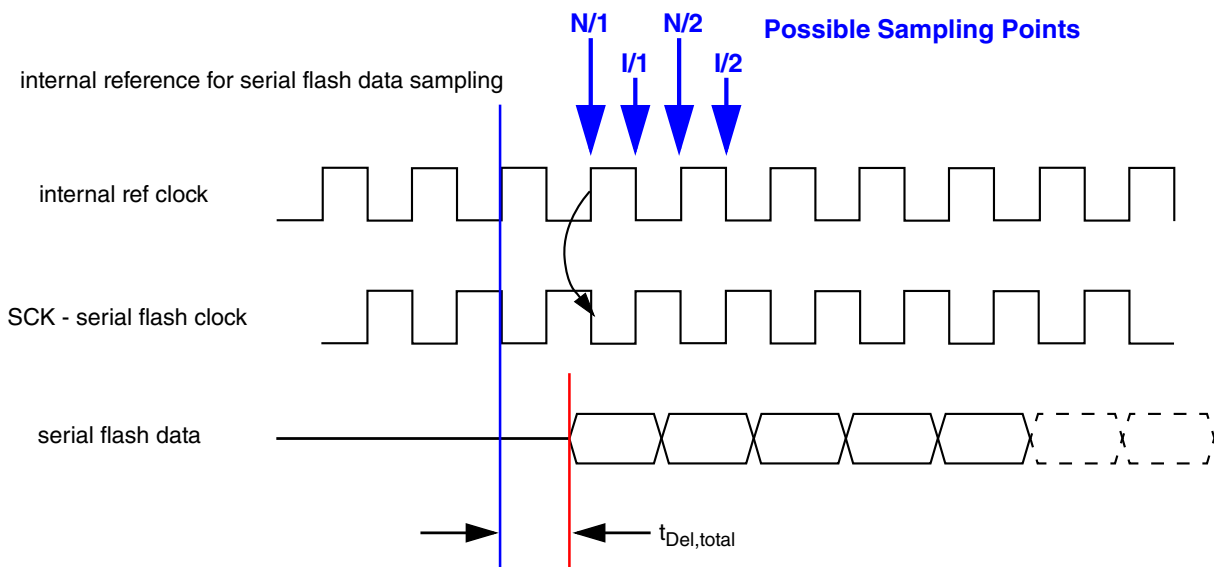 N/1
N/2
Possible Sampling Points
I/1
I/2
internal reference for serial flash data sampling
internal ref clock
SCK - serial flash clock
serial flash data
tDel,total